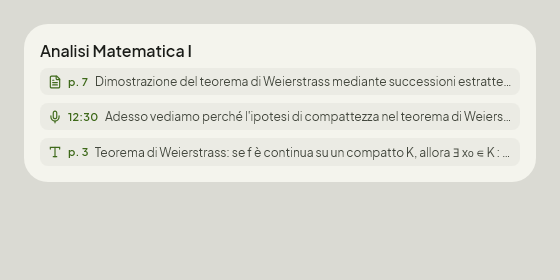 Analisi Matematica I
p. 7 Dimostrazione del teorema di Weierstrass mediante successioni estratte...
12:30 Adesso vediamo perché l'ipotesi di compattezza nel teorema di Weiers...
p. 3 Teorema di Weierstrass: se f è continua su un compatto K, allora ∃ x₀ ∈ K : ...